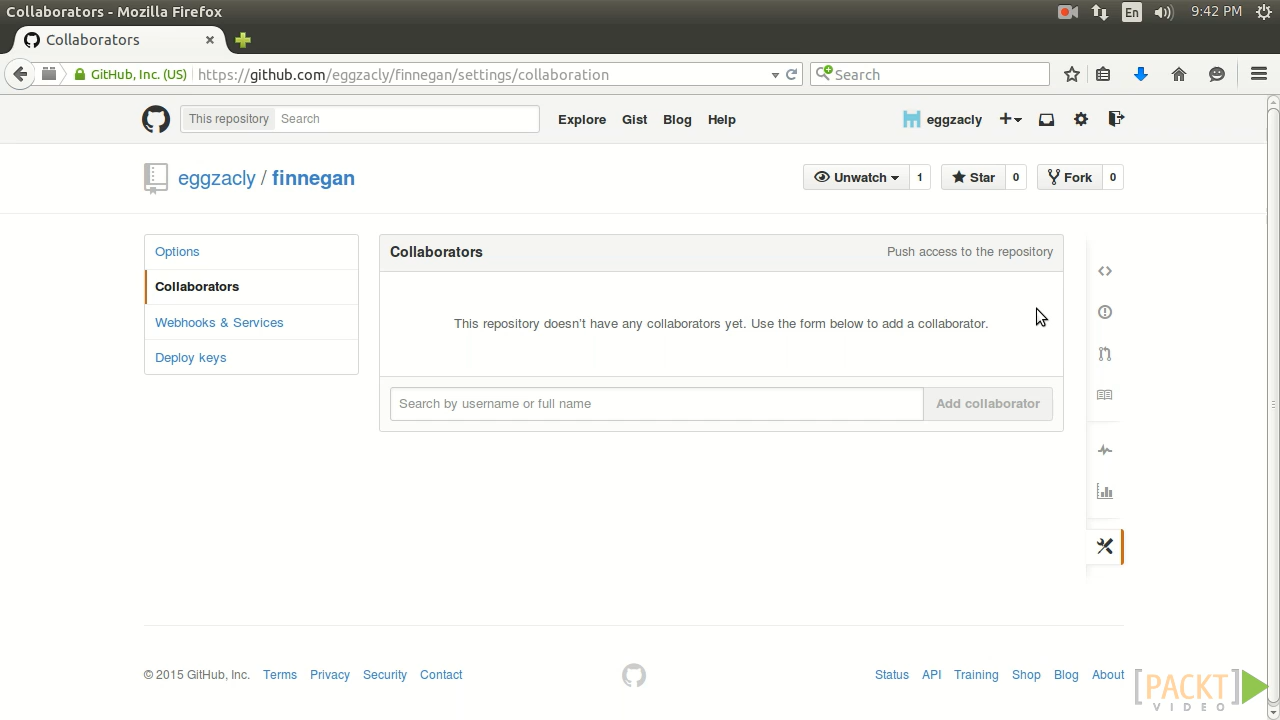 Collaborators - Mozilla Firefox
En
9:42 PM
Collaborators
GitHub, Inc. (US)
https://github.com/eggzacly/finnegan/settings/collaboration
Search
This repository
Search
Explore
Gist
Blog
Help
eggzacly
eggzacly / finnegan
Unwatch
1
Star
0
Fork
0
Options
Collaborators
Webhooks & Services
Deploy keys
Collaborators
Push access to the repository
This repository doesn't have any collaborators yet. Use the form below to add a collaborator.
Search by username or full name
Add collaborator
© 2015 GitHub, Inc.
Terms
Privacy
Security
Contact
Status
API
Training
Shop
Blog
About
[PACKT]
VIDEO